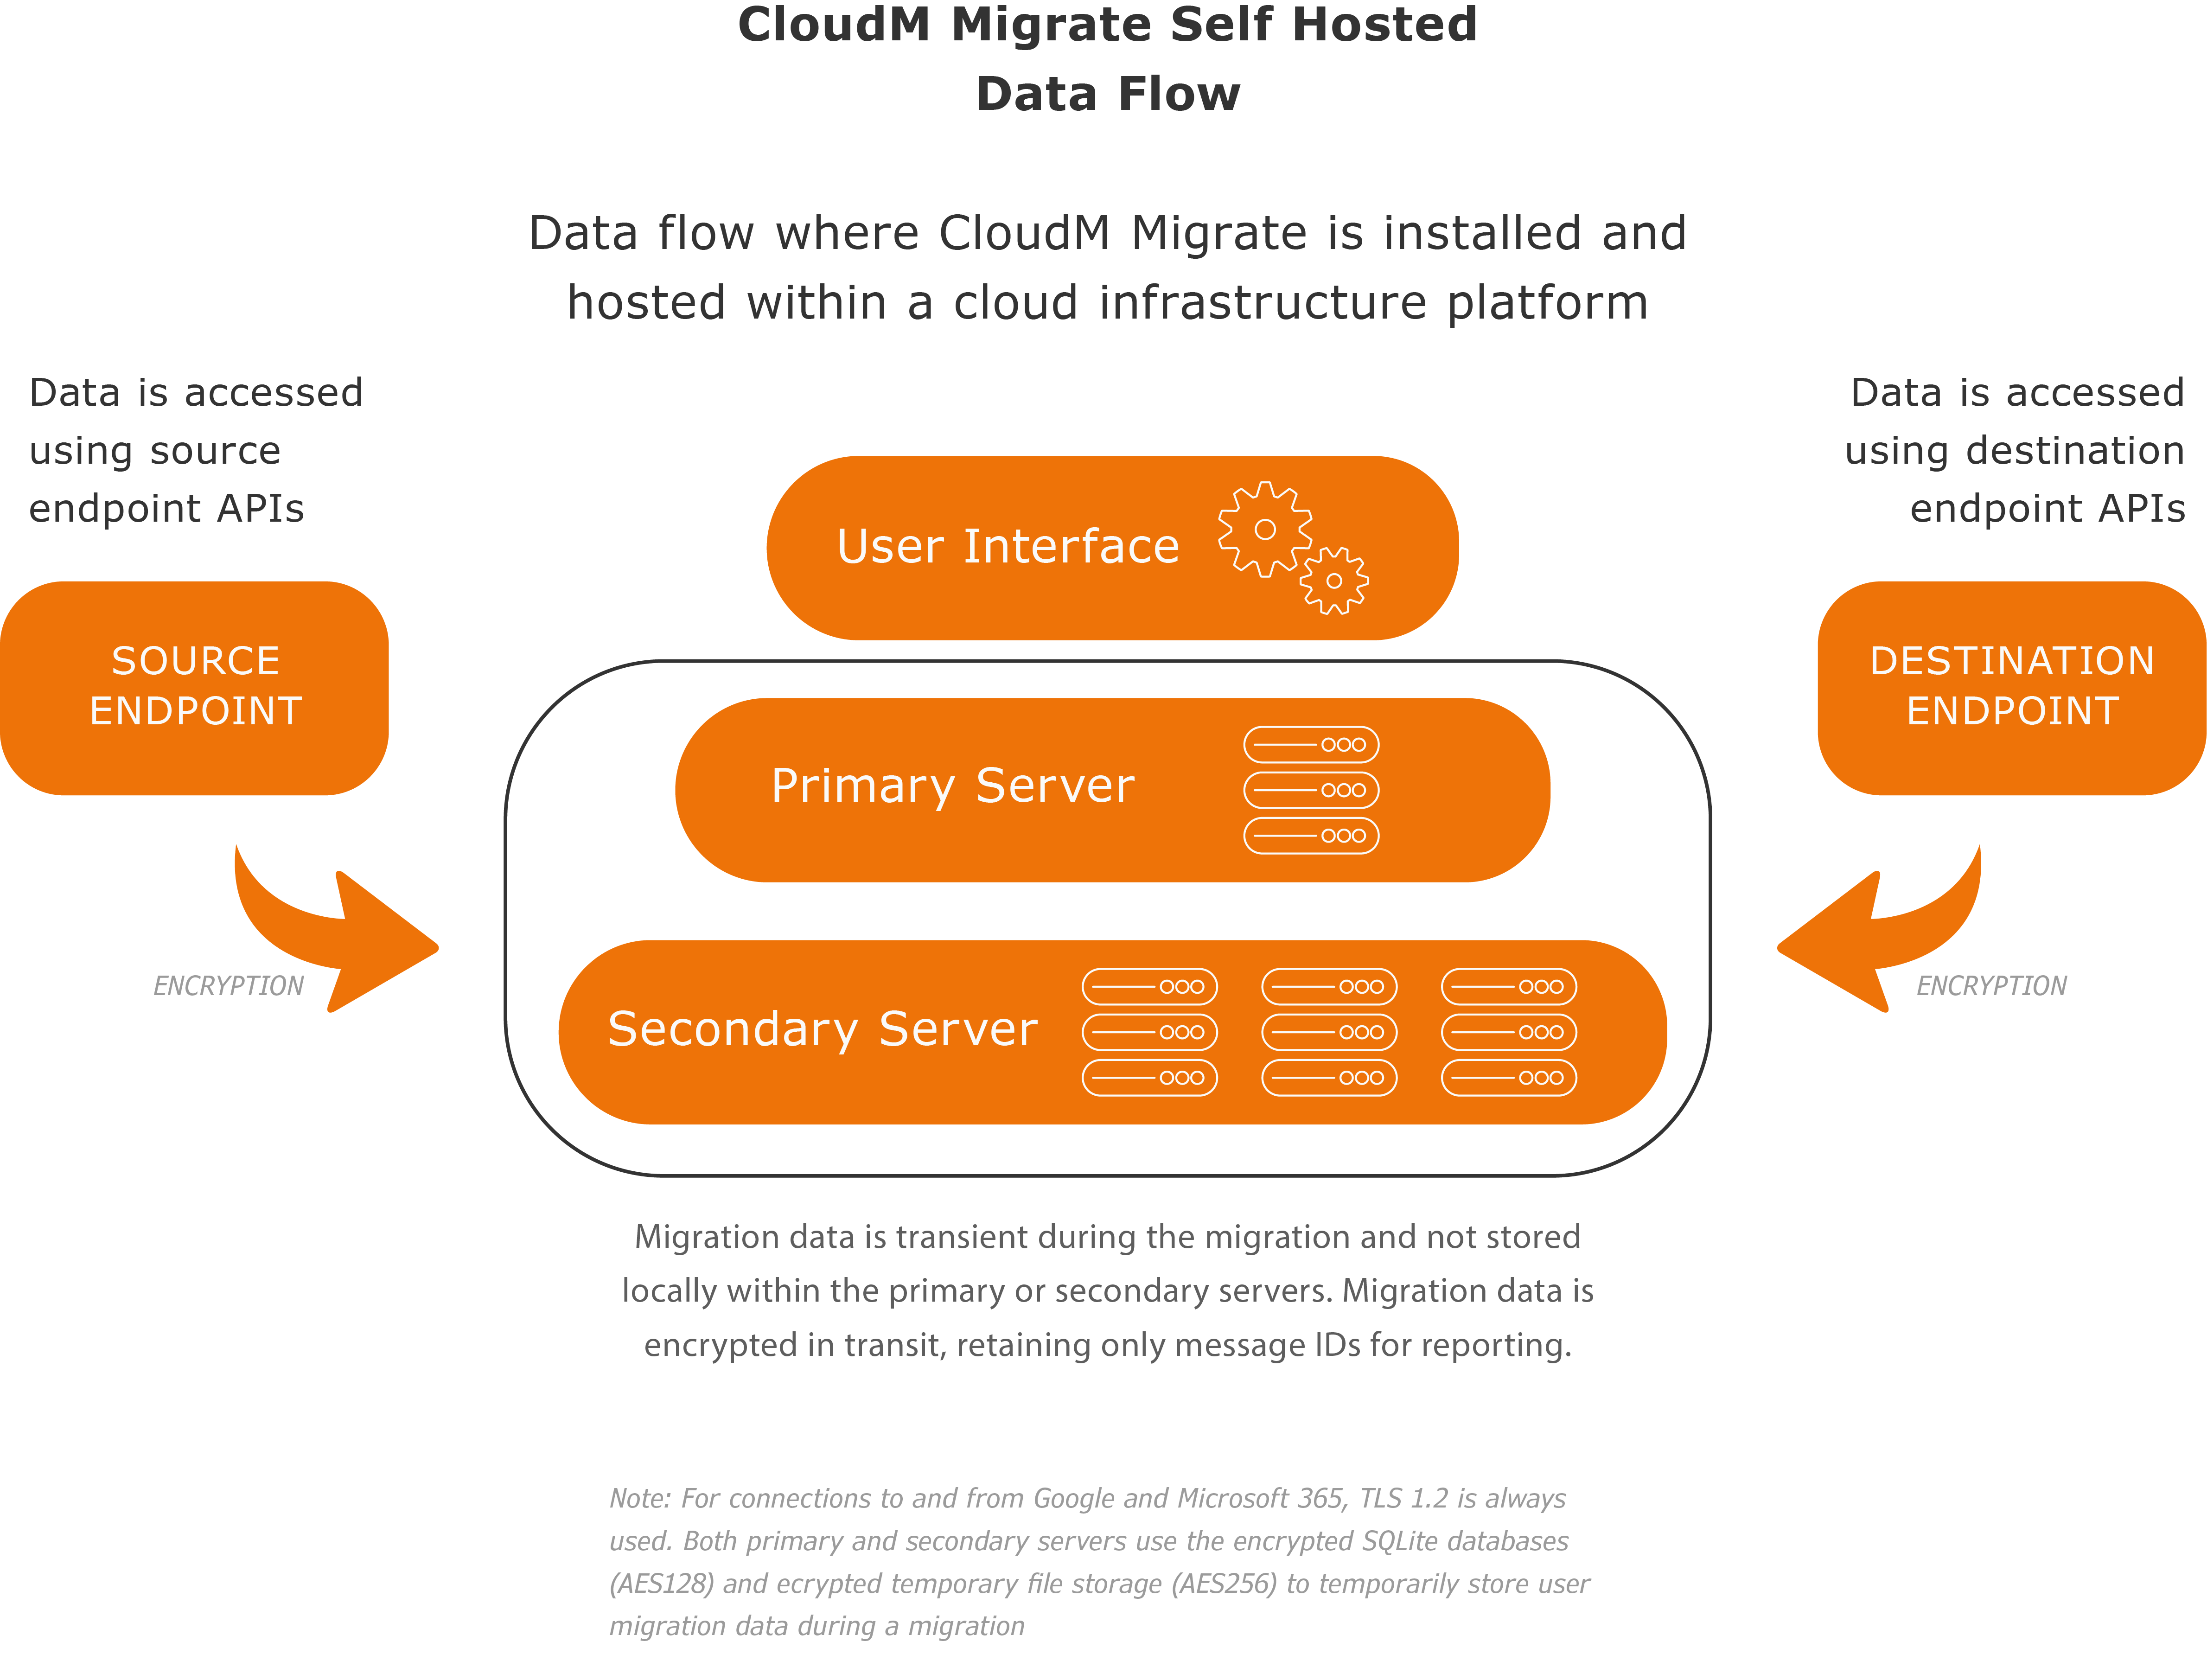 CloudM Migrate Self Hosted
Data Flow
Data flow where CloudM Migrate is installed and
hosted within a cloud infrastructure platform
Data is accessed
using source
endpoint APIs
Data is accessed
using destination
endpoint APIs
User Interface
SOURCE
ENDPOINT
DESTINATION
ENDPOINT
Primary Server
ENCRYPTION
ENCRYPTION
Secondary Server
Migration data is transient during the migration and not stored
locally within the primary or secondary servers. Migration data is
encrypted in transit, retaining only message IDs for reporting.
Note: For connections to and from Google and Microsoft 365, TLS 1.2 is always
used. Both primary and secondary servers use the encrypted SQLite databases
(AES128) and ecrypted temporary file storage (AES256) to temporarily store user
migration data during a migration